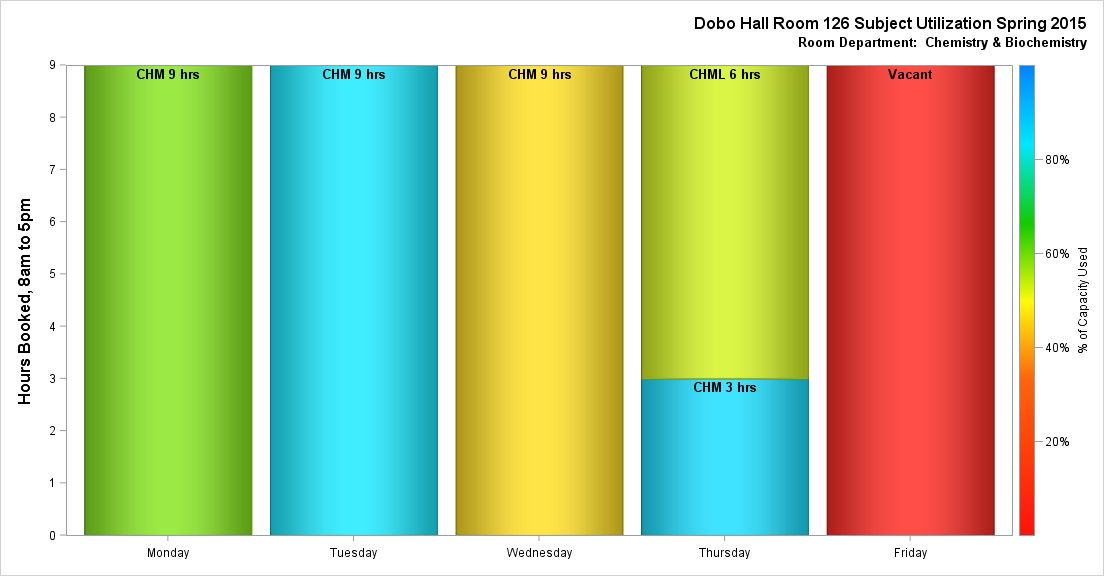 Dobo Hall Room 126 Subject Utilization Spring 2015
Room Department:  Chemistry & Biochemistry
Hours Booked, 8am to 5pm
9
8
7
6
5
4
3
2
1
0
CHM 9 hrs
CHM 9 hrs
CHM 9 hrs
CHML 6 hrs
CHM 3 hrs
Vacant
Monday
Tuesday
Wednesday
Thursday
Friday
80%
60%
40%
20%
% of Capacity Used